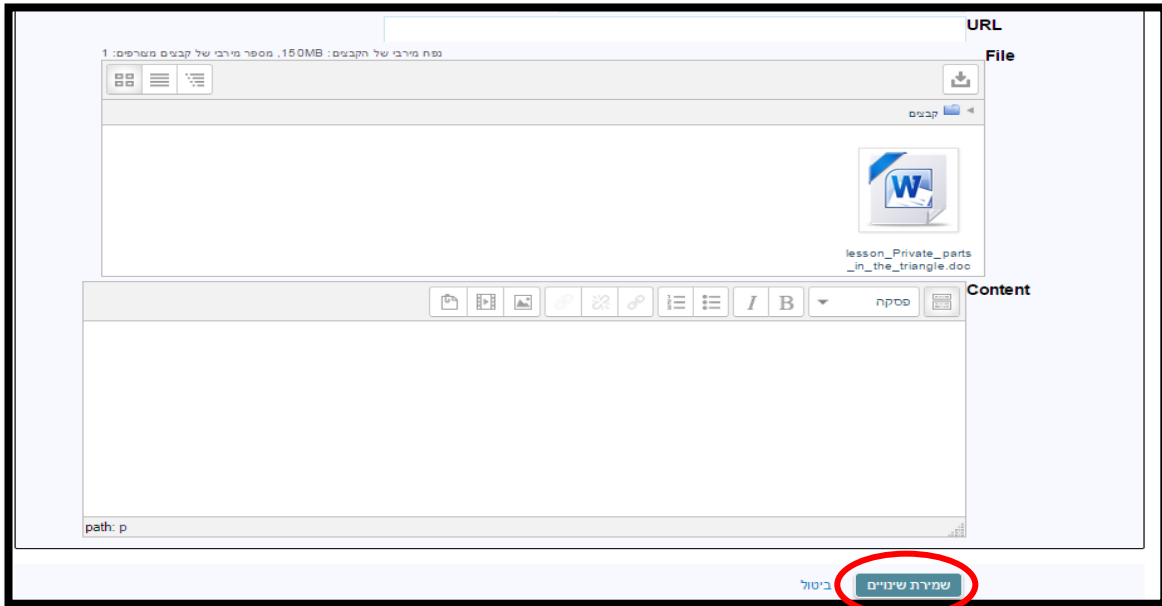 URL
נפח מירבי של הקבצים: 150MB, מספר מירבי של קבצים מצורפים: 1
File
קבצים
W
lesson_Private_parts
_in_the_triangle.doc
Content
פסקה
B
I
path: p
שמירת שינויים
ביטול